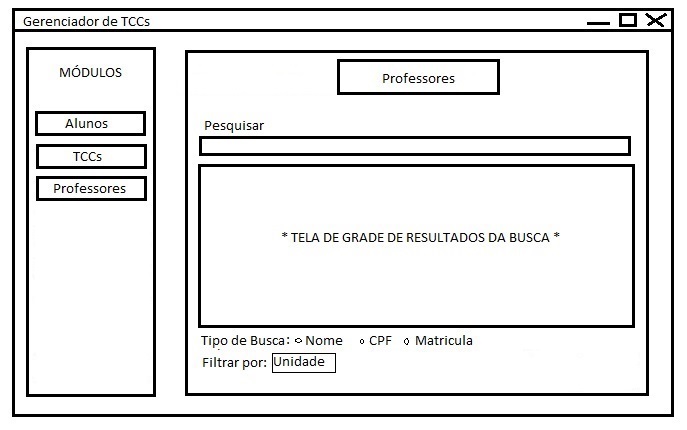 Gerenciador de TCCs
MÓDULOS
Alunos
TCCs
Professores
Professores
Pesquisar
* TELA DE GRADE DE RESULTADOS DA BUSCA *
Tipo de Busca: Nome CPF Matricula
Filtrar por: Unidade